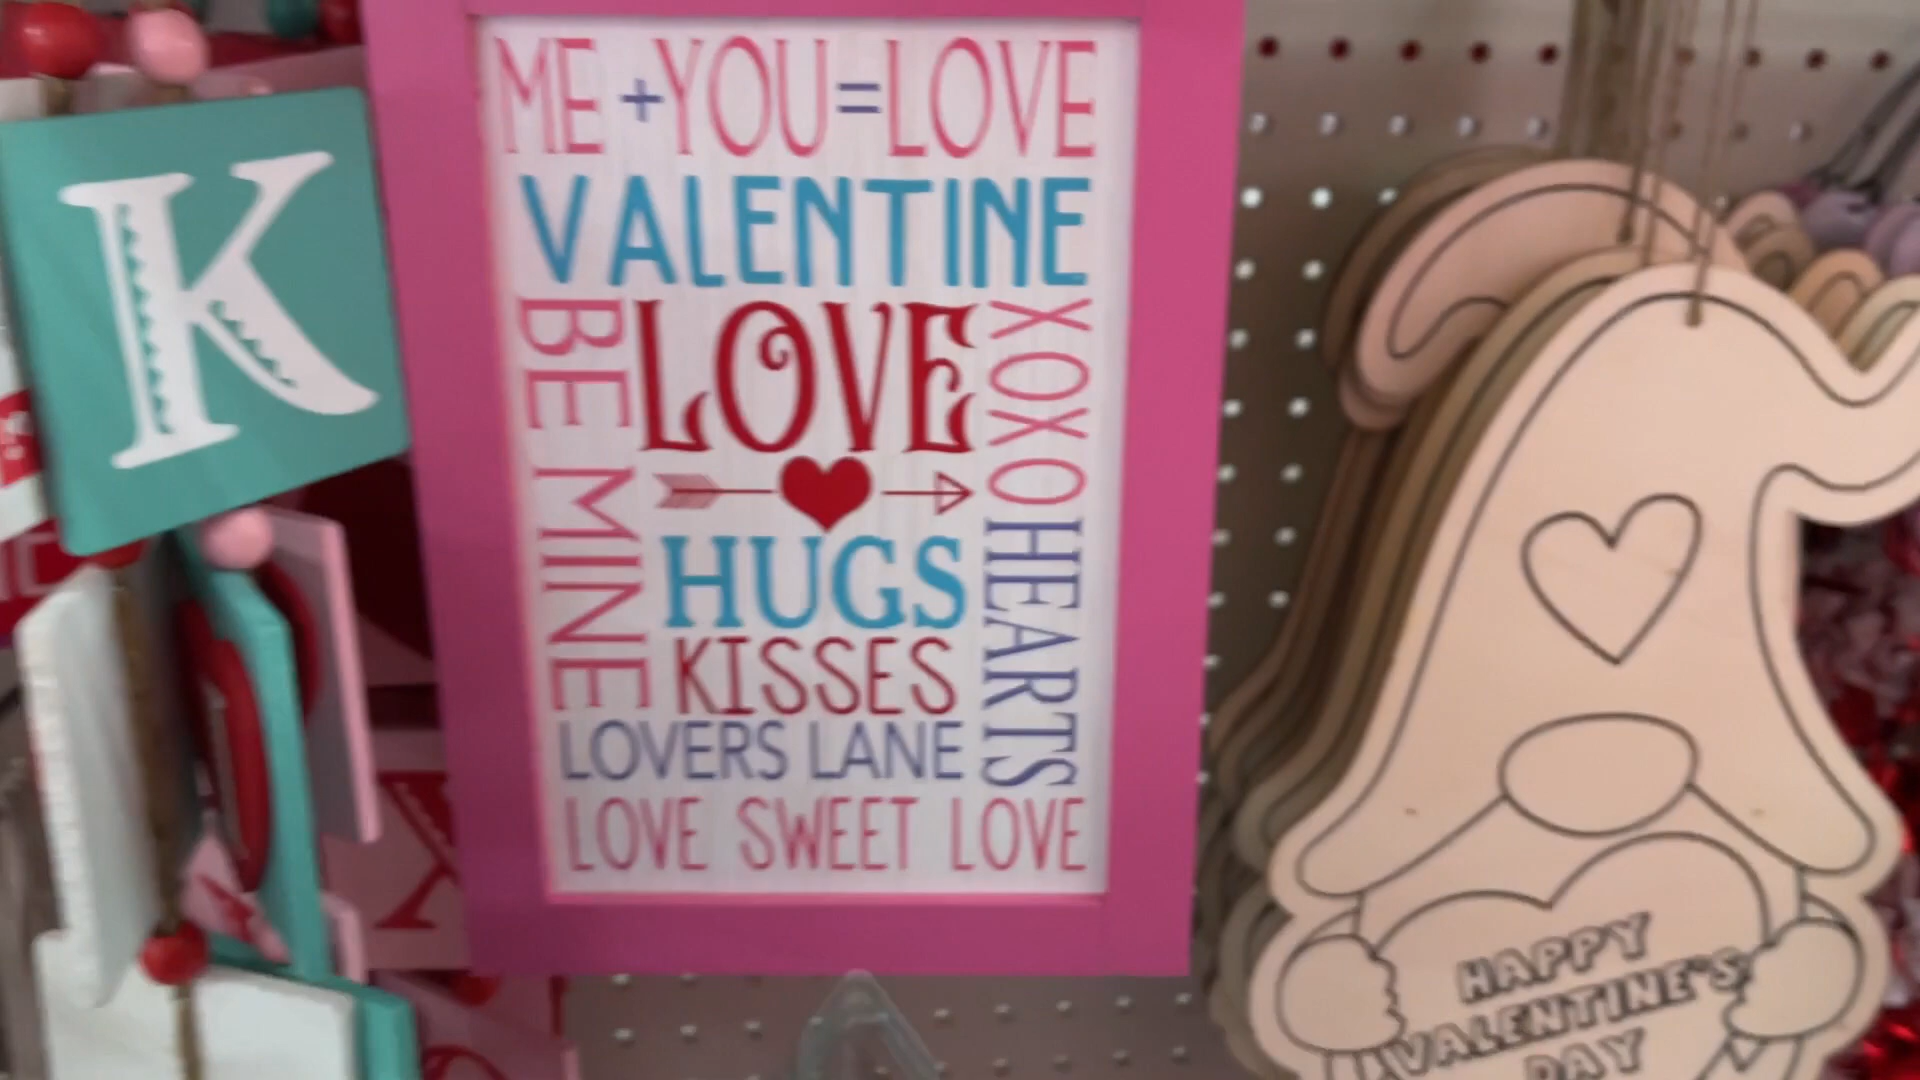 K
ME + YOU = LOVE
VALENTINE
BE MINE
LOVE
XOXO
HEARTS
HUGS
KISSES
LOVERS LANE
LOVE SWEET LOVE
HAPPY
VALENTINE'S
DAY